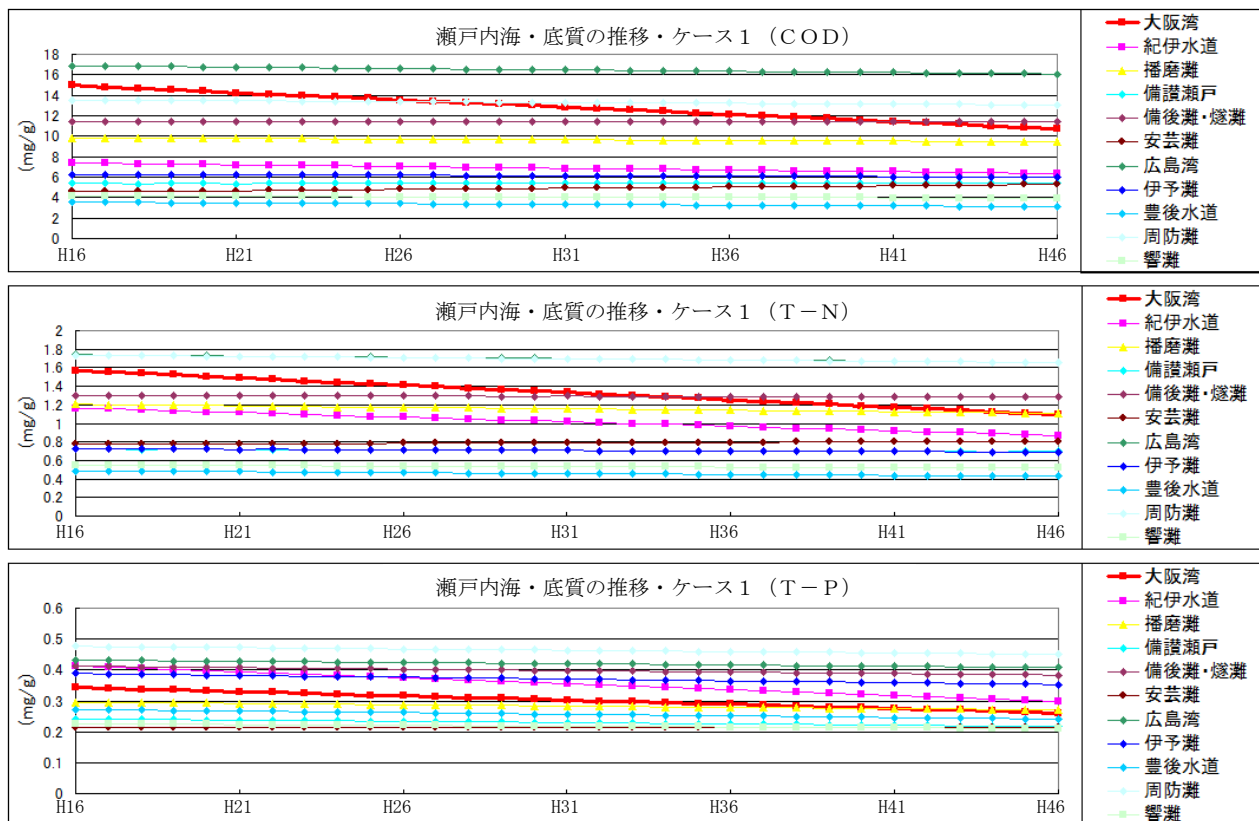 瀬戸内海・底質の推移・ケース１（ＣＯＤ）
(mg/g)
18
16
14
12
10
8
6
4
2
0
H16 H21 H26 H31 H36 H41 H46
大阪湾
紀伊水道
播磨灘
備讃瀬戸
備後灘・燧灘
安芸灘
広島湾
伊予灘
豊後水道
周防灘
響灘
瀬戸内海・底質の推移・ケース１（Ｔ－Ｎ）
(mg/g)
2
1.8
1.6
1.4
1.2
1
0.8
0.6
0.4
0.2
0
H16 H21 H26 H31 H36 H41 H46
大阪湾
紀伊水道
播磨灘
備讃瀬戸
備後灘・燧灘
安芸灘
広島湾
伊予灘
豊後水道
周防灘
響灘
瀬戸内海・底質の推移・ケース１（Ｔ－Ｐ）
(mg/g)
0.6
0.5
0.4
0.3
0.2
0.1
0
H16 H21 H26 H31 H36 H41 H46
大阪湾
紀伊水道
播磨灘
備讃瀬戸
備後灘・燧灘
安芸灘
広島湾
伊予灘
豊後水道
周防灘
響灘